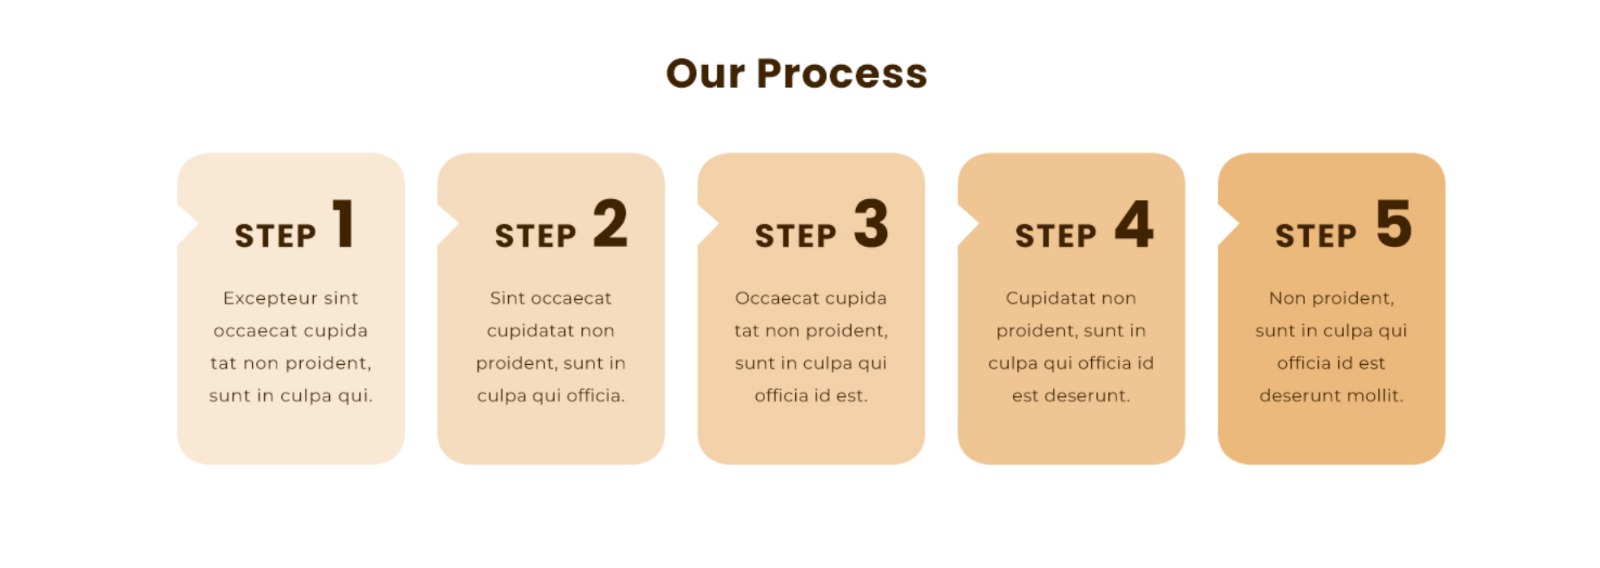 Our Process
STEP 1
Excepteur sint
occaecat cupida
tat non proident,
sunt in culpa qui.
STEP 2
Sint occaecat
cupidatat non
proident, sunt in
culpa qui officia.
STEP 3
Occaecat cupida
tat non proident,
sunt in culpa qui
officia id est.
STEP 4
Cupidatat non
proident, sunt in
culpa qui officia id
est deserunt.
STEP 5
Non proident,
sunt in culpa qui
officia id est
deserunt mollit.